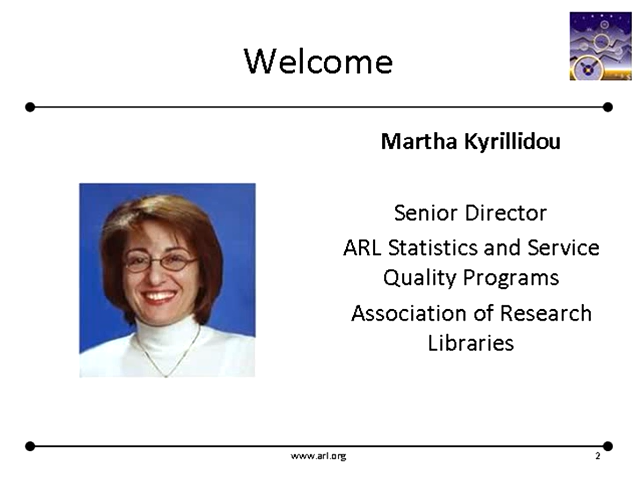 Welcome
Martha Kyrillidou
Senior Director
ARL Statistics and Service
Quality Programs
Association of Research
Libraries
www.arl.org
2